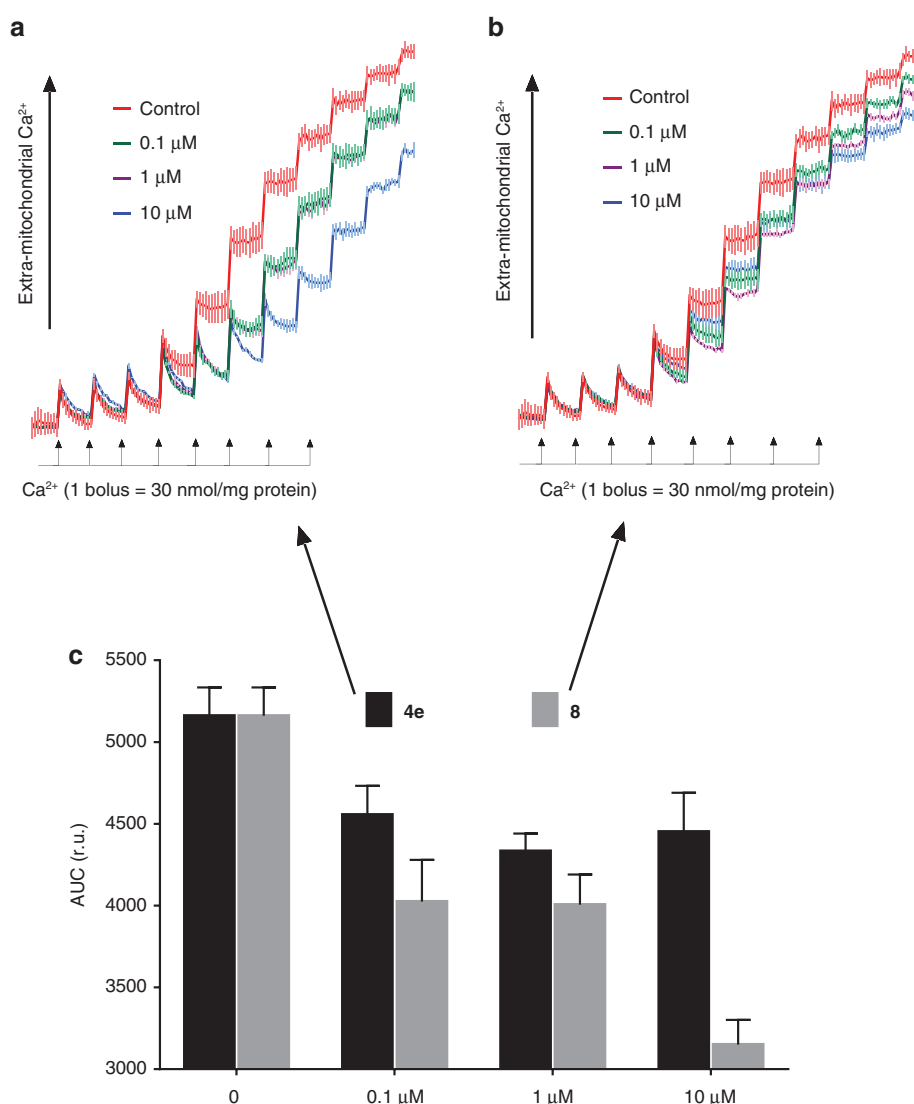 a
Extra-mitochondrial Ca²⁺
Control
0.1 μM
1 μM
10 μM
Ca²⁺ (1 bolus = 30 nmol/mg protein)
b
Extra-mitochondrial Ca²⁺
Control
0.1 μM
1 μM
10 μM
Ca²⁺ (1 bolus = 30 nmol/mg protein)
c
4e
8
AUC (r.u.)
5500
5000
4500
4000
3500
3000
0 0.1 μM 1 μM 10 μM